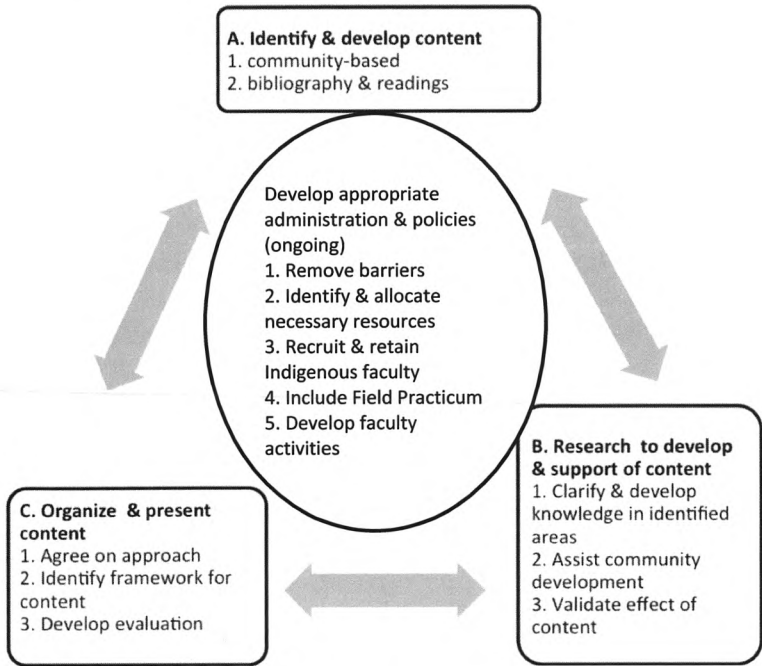 A. Identify & develop content
1. community-based
2. bibliography & readings
Develop appropriate
administration & policies
(ongoing)
1. Remove barriers
2. Identify & allocate
necessary resources
3. Recruit & retain
Indigenous faculty
4. Include Field Practicum
5. Develop faculty
activities
B. Research to develop
& support of content
1. Clarify & develop
knowledge in identified
areas
2. Assist community
development
3. Validate effect of
content
C. Organize & present
content
1. Agree on approach
2. Identify framework for
content
3. Develop evaluation